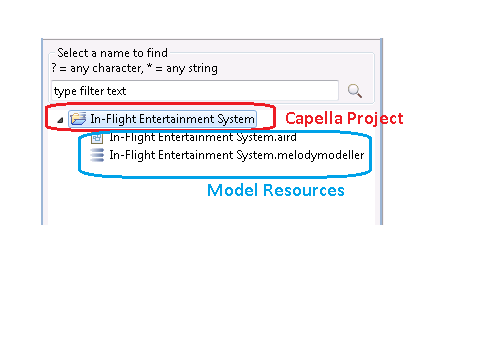 Select a name to find
? = any character, * = any string
type filter text
In-Flight Entertainment System
Capella Project
In-Flight Entertainment System.aird
In-Flight Entertainment System.melodymodeller
Model Resources